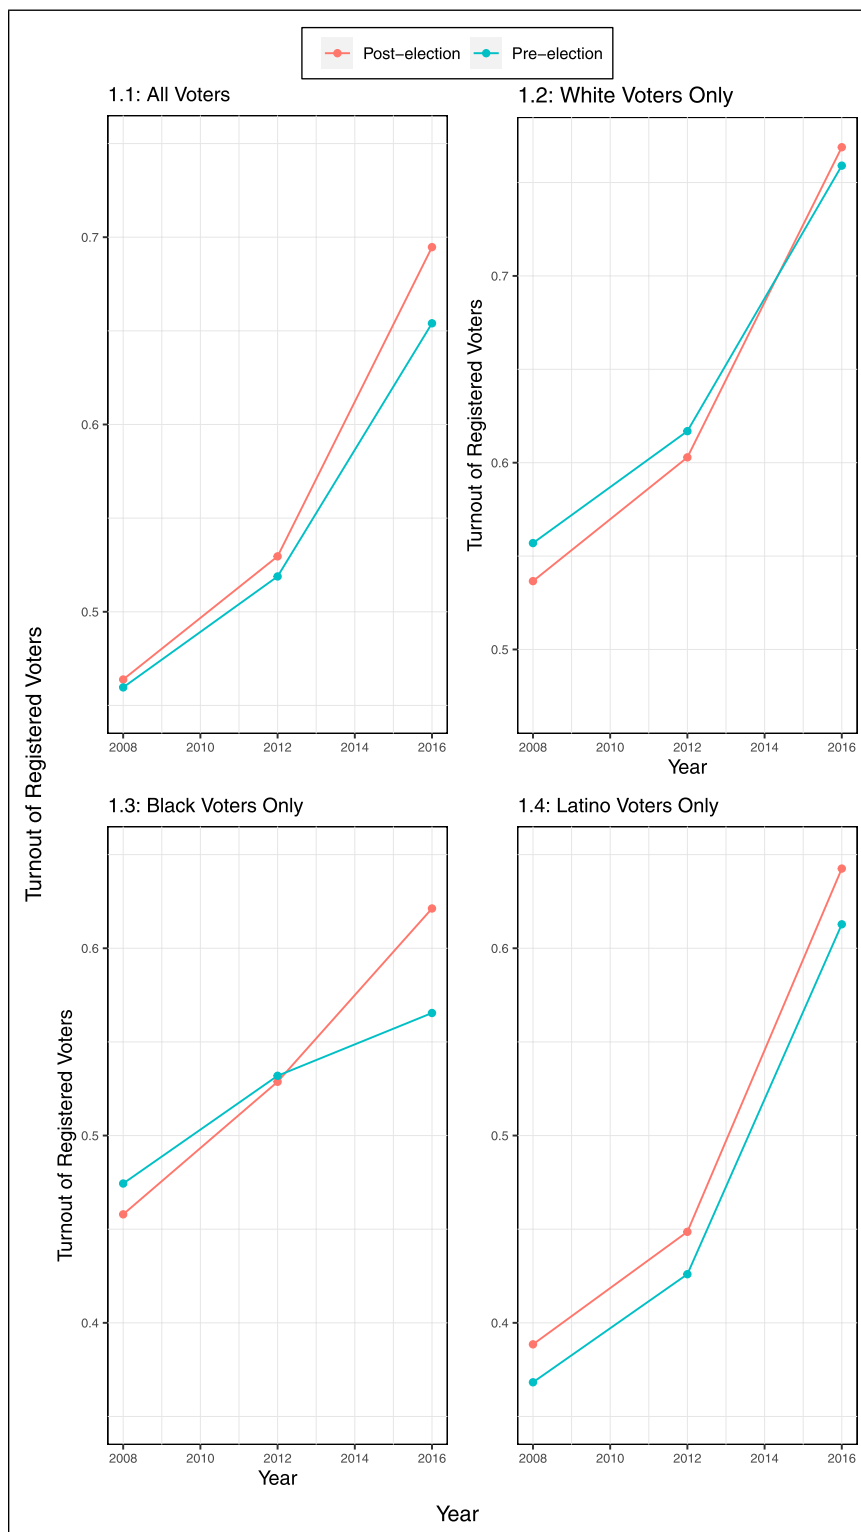 Post−election Pre−election
1.1: All Voters
0.7
0.6
0.5
2008 2010 2012 2014 2016
1.2: White Voters Only
Turnout of Registered Voters
0.7
0.6
0.5
2008 2010 2012 2014 2016
Year
Turnout of Registered Voters
1.3: Black Voters Only
Turnout of Registered Voters
0.6
0.5
0.4
2008 2010 2012 2014 2016
Year
1.4: Latino Voters Only
0.6
0.5
0.4
2008 2010 2012 2014 2016
Year